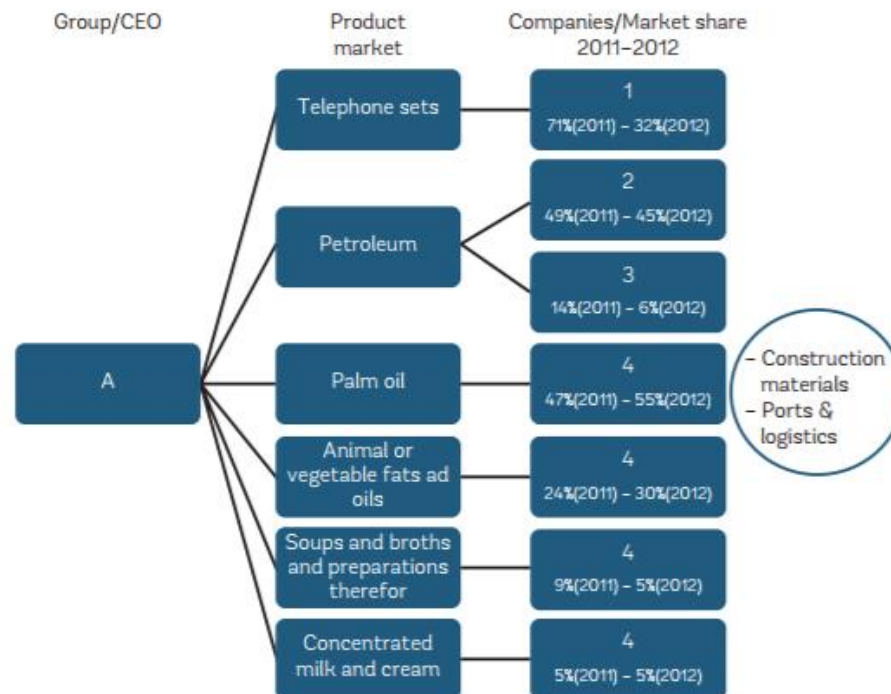 Group/CEO
Product
market
Companies/Market share
2011–2012
Telephone sets
1
71%(2011) – 32%(2012)
Petroleum
2
49%(2011) – 45%(2012)
3
14%(2011) – 6%(2012)
A
Palm oil
4
47%(2011) – 55%(2012)
– Construction
materials
– Ports &
logistics
Animal or
vegetable fats ad
oils
4
24%(2011) – 30%(2012)
Soups and broths
and preparations
therefor
4
9%(2011) – 5%(2012)
Concentrated
milk and cream
4
5%(2011) – 5%(2012)